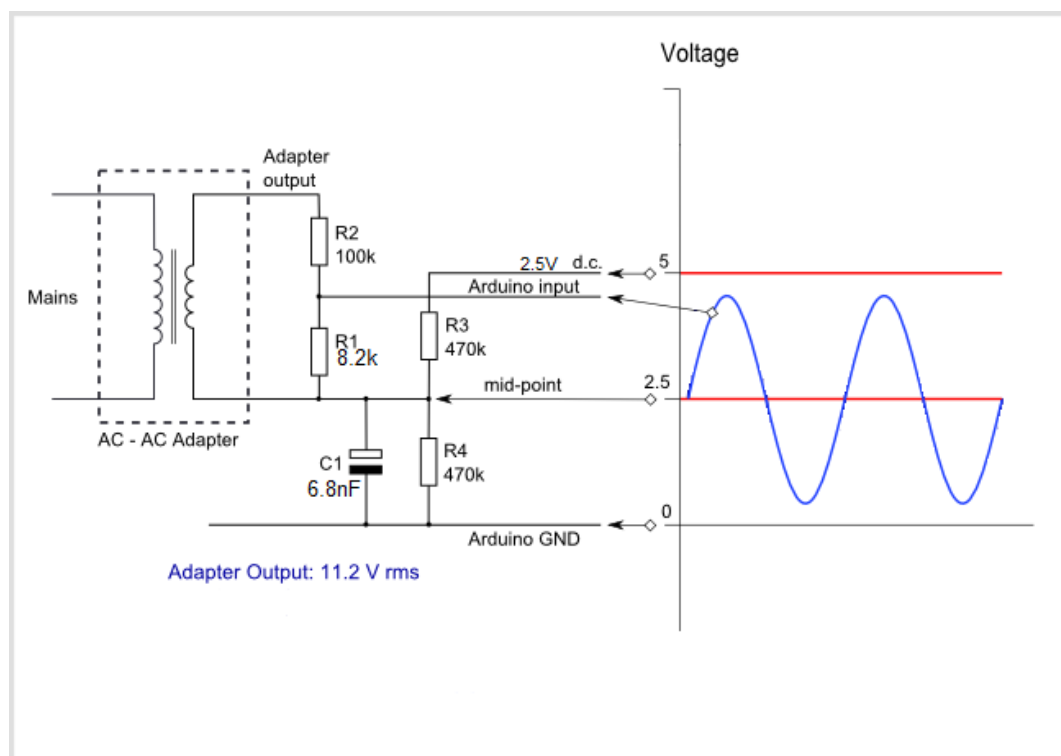 Voltage
Adapter
output
R2
100k
2.5V d.c.
5
Arduino input
Mains
R1
8.2k
R3
470k
mid-point
2.5
AC - AC Adapter
C1
6.8nF
R4
470k
0
Arduino GND
Adapter Output: 11.2 V rms